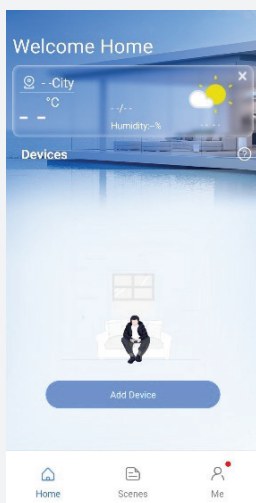 Welcome Home
- -City
°C
- -
--/--
Humidity:--%
Devices
Add Device
Home
Scenes
Me